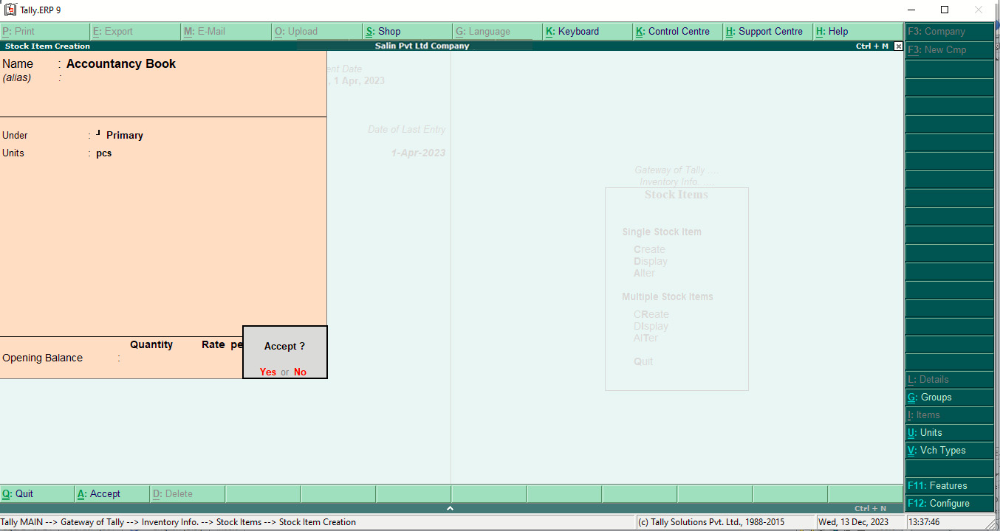 Tally.ERP 9
P: Print E: Export M: E-Mail O: Upload S: Shop G: Language K: Keyboard K: Control Centre H: Support Centre H: Help F3: Company
Stock Item Creation Salin Pvt Ltd Company Ctrl + M
F3: New Cmp
Name : Accountancy Book
(alias) :
ent Date
, 1 Apr, 2023
Under : Primary
Units : pcs
Date of Last Entry
1-Apr-2023
Gateway of Tally .....
Inventory Info. .....
Stock Items
Single Stock Item
Create
Display
Alter
Multiple Stock Items
CReate
DIsplay
AlTer
Quit
Quantity Rate pe
Opening Balance :
Accept ?
Yes or No
L: Details
G: Groups
I: Items
U: Units
V: Vch Types
F11: Features
F12: Configure
Q: Quit A: Accept D: Delete
Ctrl + N
Tally MAIN --> Gateway of Tally --> Inventory Info. --> Stock Items --> Stock Item Creation (c) Tally Solutions Pvt. Ltd., 1988-2015 Wed, 13 Dec, 2023 13:37:46